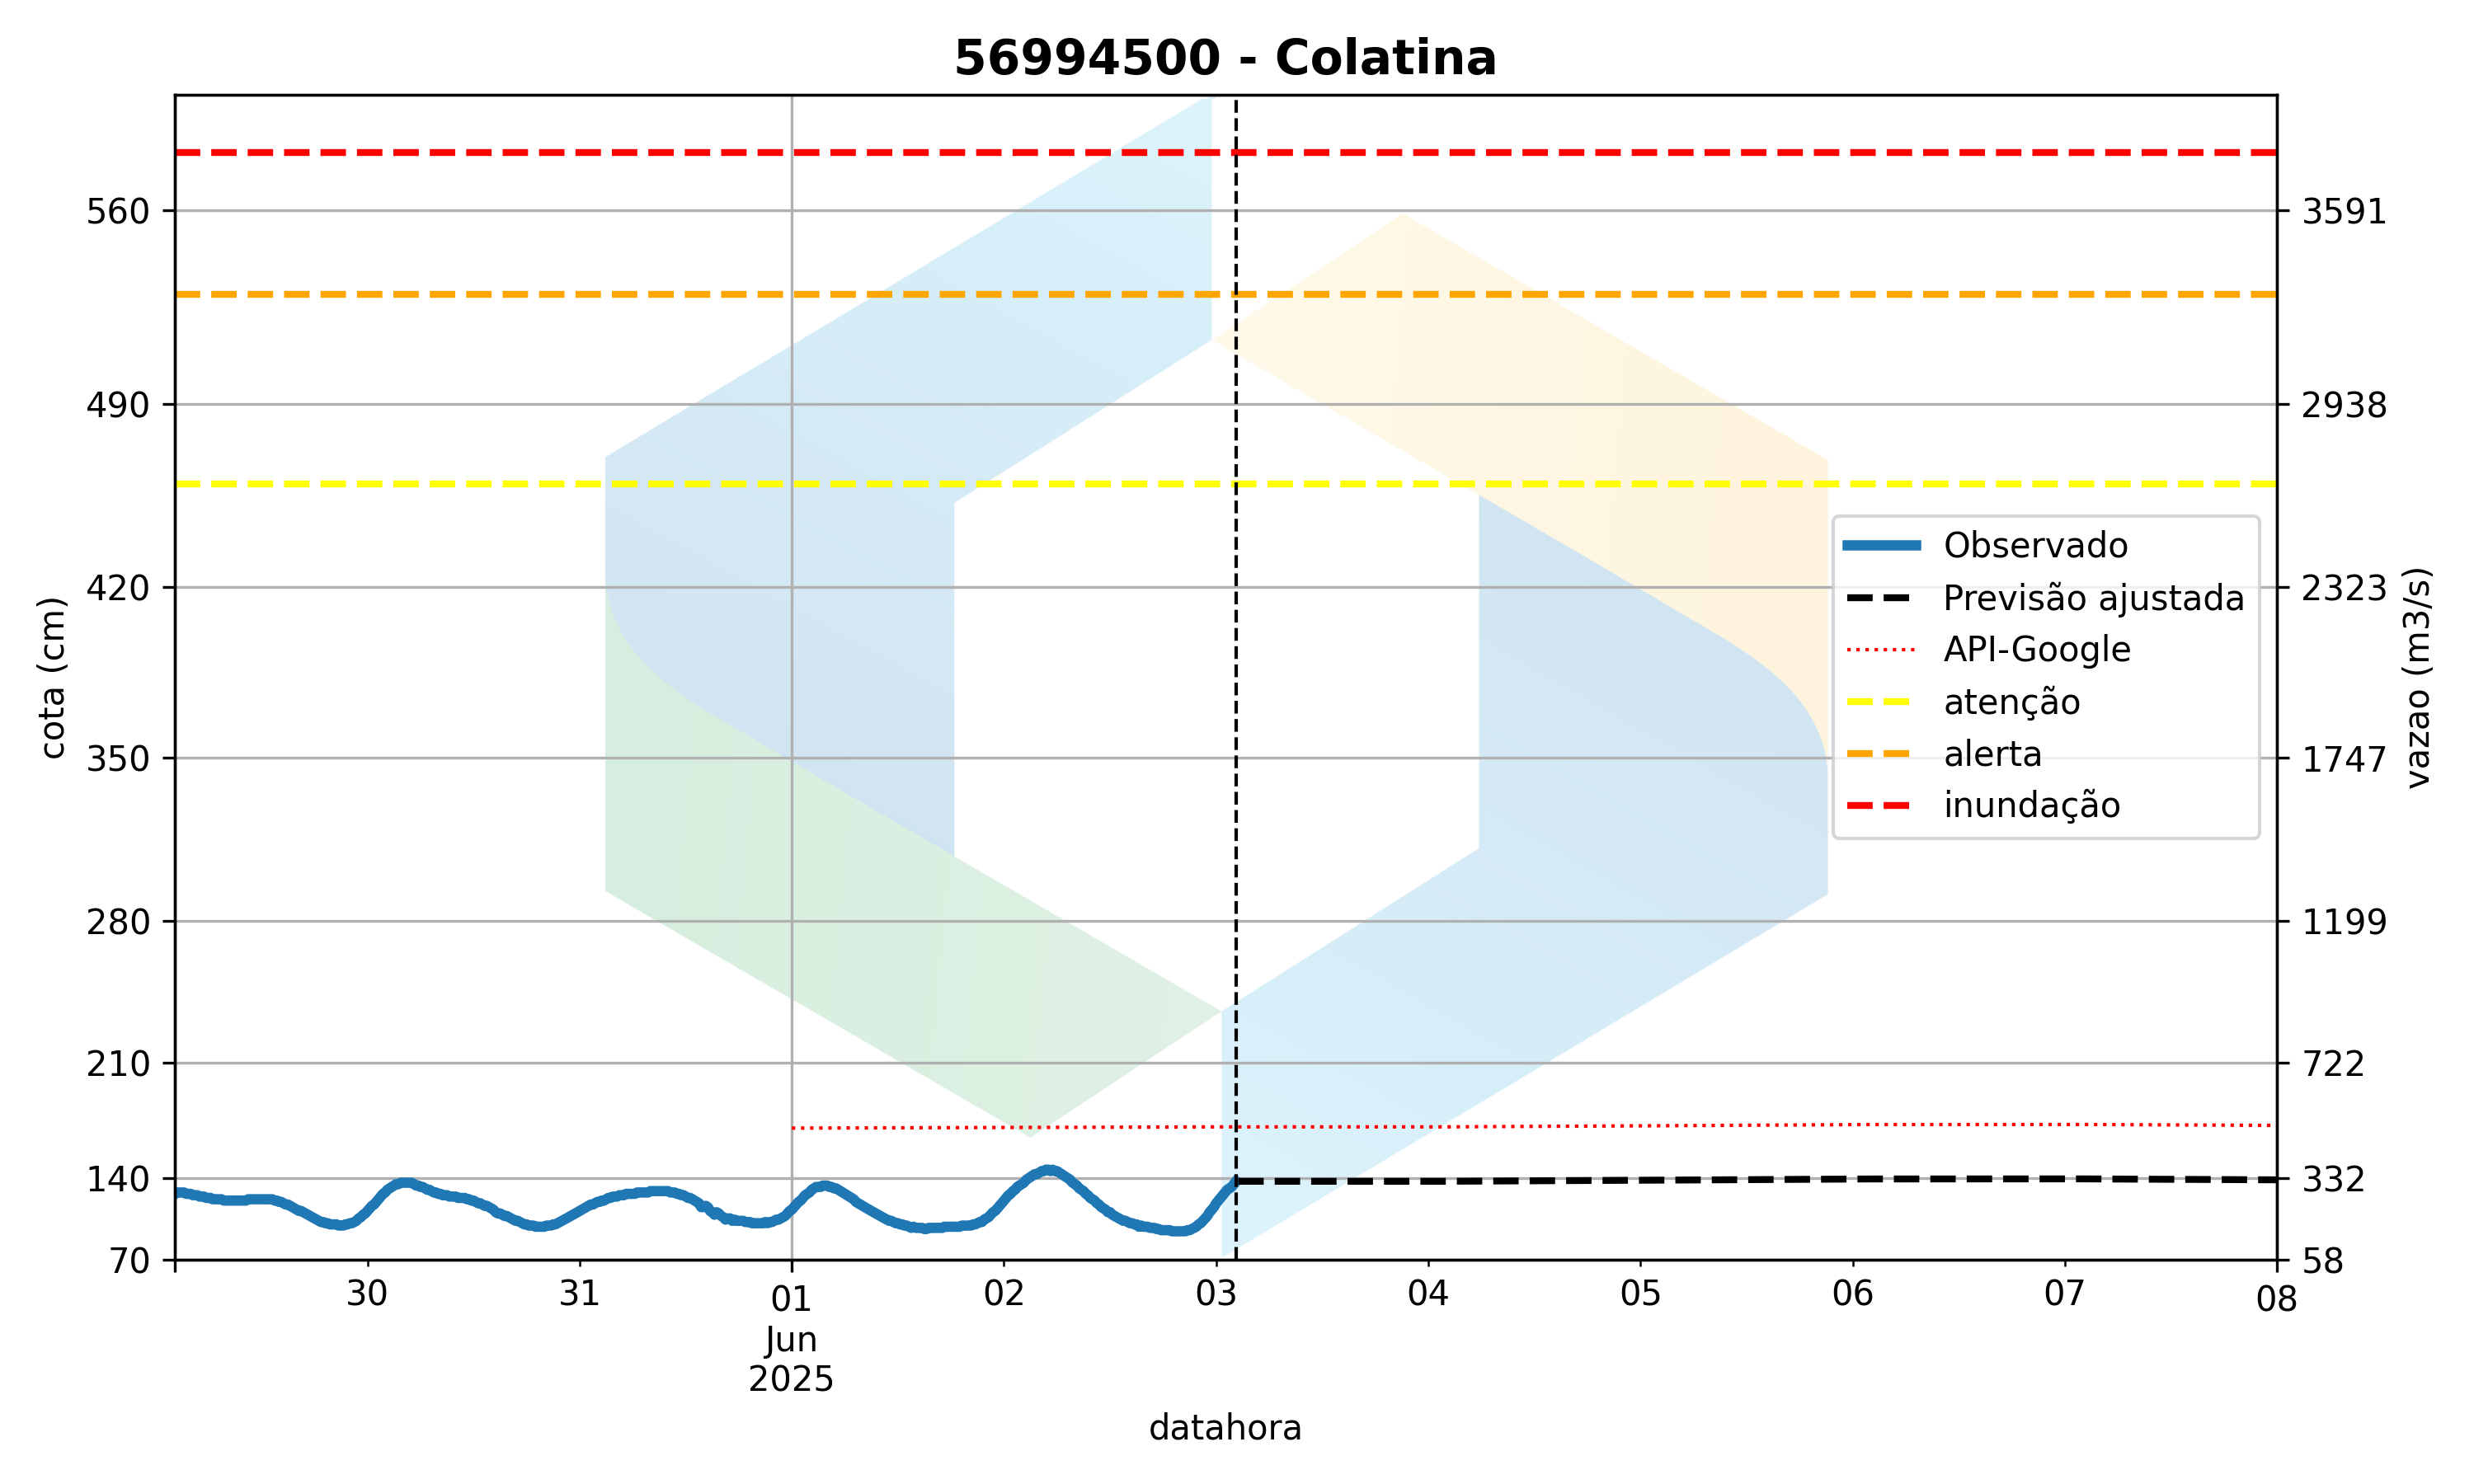 56994500 - Colatina
560
490
420
350
280
210
140
70
cota (cm)
3591
2938
2323
1747
1199
722
332
58
vazao (m3/s)
Observado
Previsão ajustada
API-Google
atenção
alerta
inundação
30
31
01
02
03
04
05
06
07
08
Jun
2025
datahora